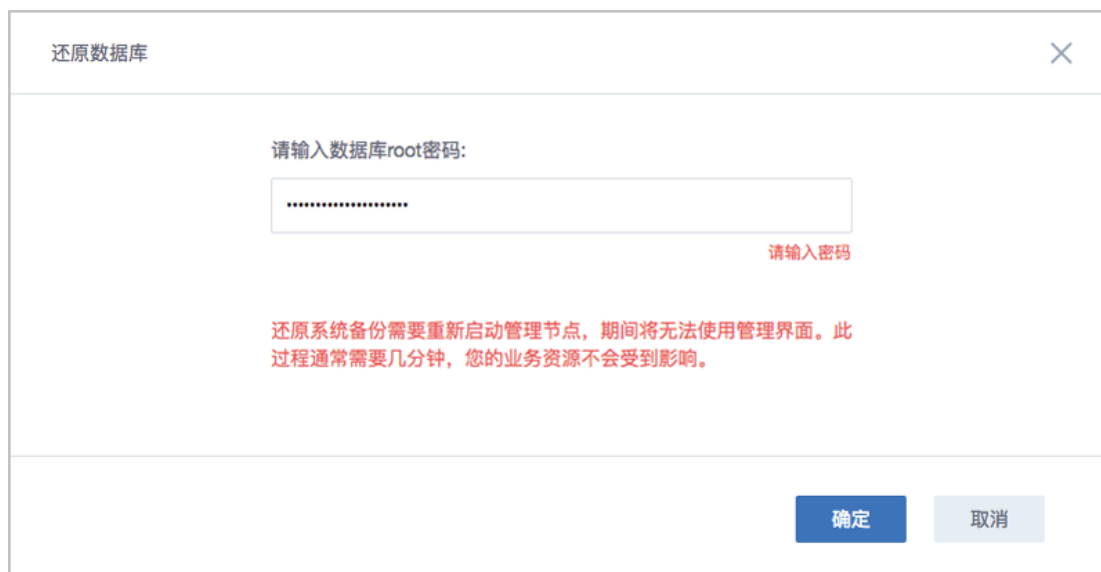 还原数据库
请输入数据库root密码:
•••••••••••••••••••••
请输入密码
还原系统备份需要重新启动管理节点，期间将无法使用管理界面。此
过程通常需要几分钟，您的业务资源不会受到影响。
确定
取消